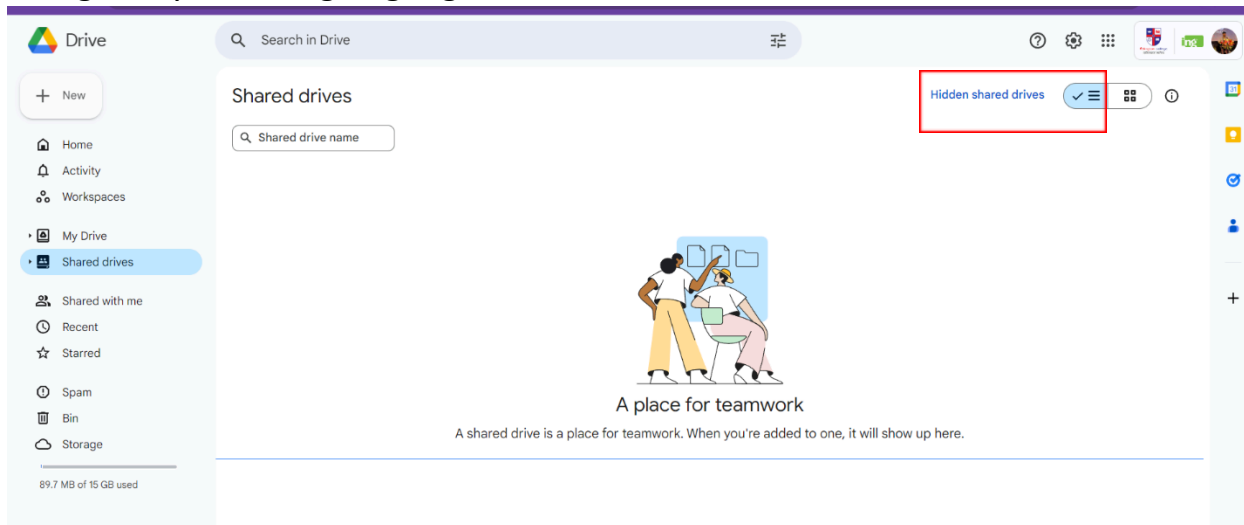 Drive
Search in Drive
New
Shared drives
Hidden shared drives
Shared drive name
Home
Activity
Workspaces
My Drive
Shared drives
Shared with me
Recent
Starred
Spam
Bin
Storage
89.7 MB of 15 GB used
A place for teamwork
A shared drive is a place for teamwork. When you're added to one, it will show up here.
31